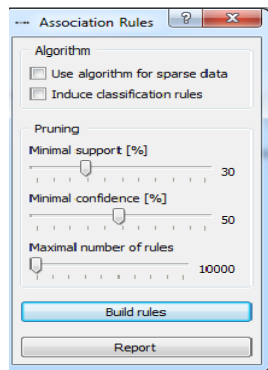 Association Rules
Algorithm
Use algorithm for sparse data
Induce classification rules
Pruning
Minimal support [%]
30
Minimal confidence [%]
50
Maximal number of rules
10000
Build rules
Report